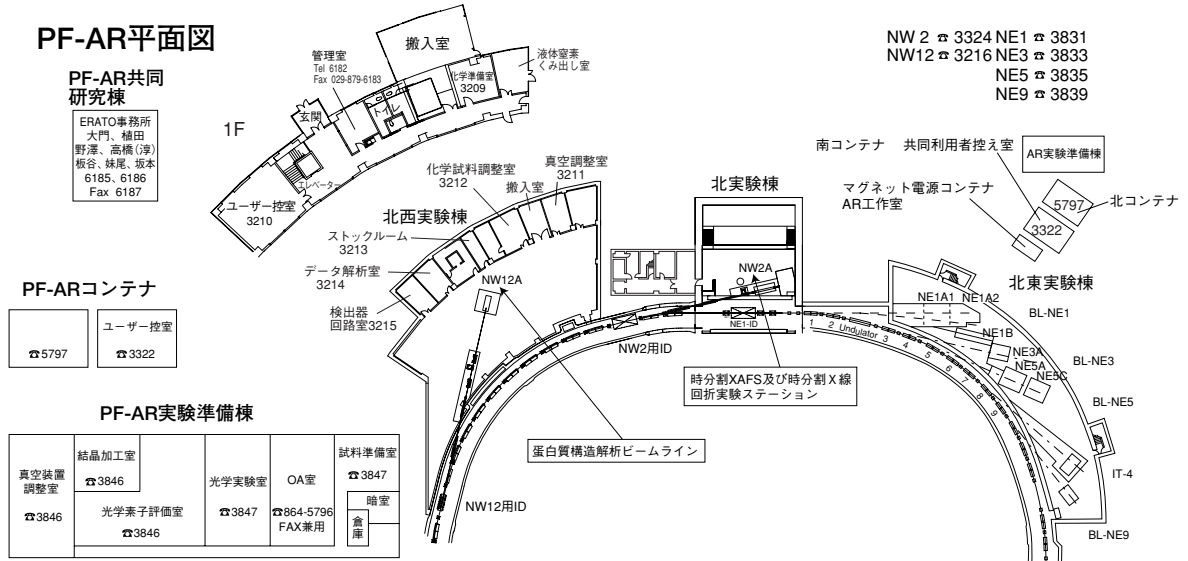 PF-AR平面図
PF-AR共同
研究棟
ERATO事務所
大門、植田
野澤、高橋(淳)
板谷、妹尾、坂本
6185、6186
Fax 6187
1F
管理室
Tel 6182
Fax 029-879-6183
搬入室
液体窒素
くみ出し室
化学準備室
3209
トイレ
玄関
エレベーター
ユーザー控室
3210
NW 2 ☎ 3324 NE1 ☎ 3831
NW12 ☎ 3216 NE3 ☎ 3833
NE5 ☎ 3835
NE9 ☎ 3839
南コンテナ
共同利用者控え室
AR実験準備棟
マグネット電源コンテナ
AR工作室
5797
北コンテナ
3322
北西実験棟
化学試料調整室
3212
搬入室
真空調整室
3211
ストックルーム
3213
データ解析室
3214
検出器
回路室3215
NW12A
北実験棟
NW2A
NE1-ID
NW2用ID
北東実験棟
NE1A1
NE1A2
BL-NE1
NE1B
NE3A
NE5A
NE5C
BL-NE3
BL-NE5
IT-4
BL-NE9
1
2
Undulator
3
4
5
6
7
8
9
時分割XAFS及び時分割X線
回折実験ステーション
蛋白質構造解析ビームライン
NW12用ID
PF-ARコンテナ
☎5797
ユーザー控室
☎3322
PF-AR実験準備棟
真空装置
調整室
☎3846
結晶加工室
☎3846
光学素子評価室
☎3846
光学実験室
☎3847
OA室
☎864-5796
FAX兼用
試料準備室
☎3847
暗室
倉庫